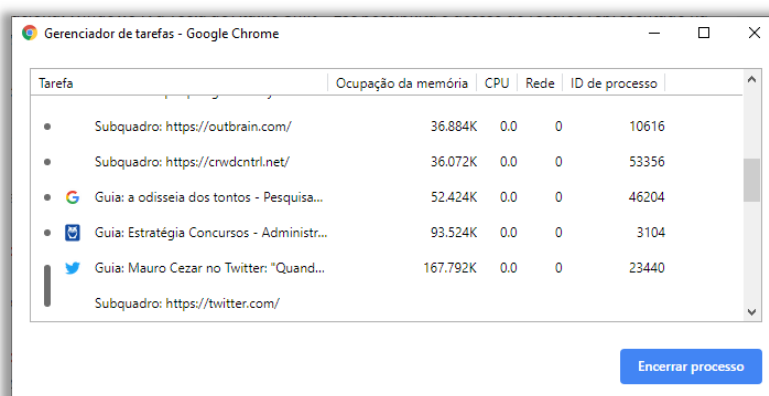 Gerenciador de tarefas - Google Chrome
Tarefa Ocupação da memória CPU Rede ID de processo
Subquadro: https://outbrain.com/ 36.884K 0.0 0 10616
Subquadro: https://crwdcntrl.net/ 36.072K 0.0 0 53356
Guia: a odisseia dos tontos - Pesquisa... 52.424K 0.0 0 46204
Guia: Estratégia Concursos - Administr... 93.524K 0.0 0 3104
Guia: Mauro Cezar no Twitter: "Quand... 167.792K 0.0 0 23440
Subquadro: https://twitter.com/
Encerrar processo